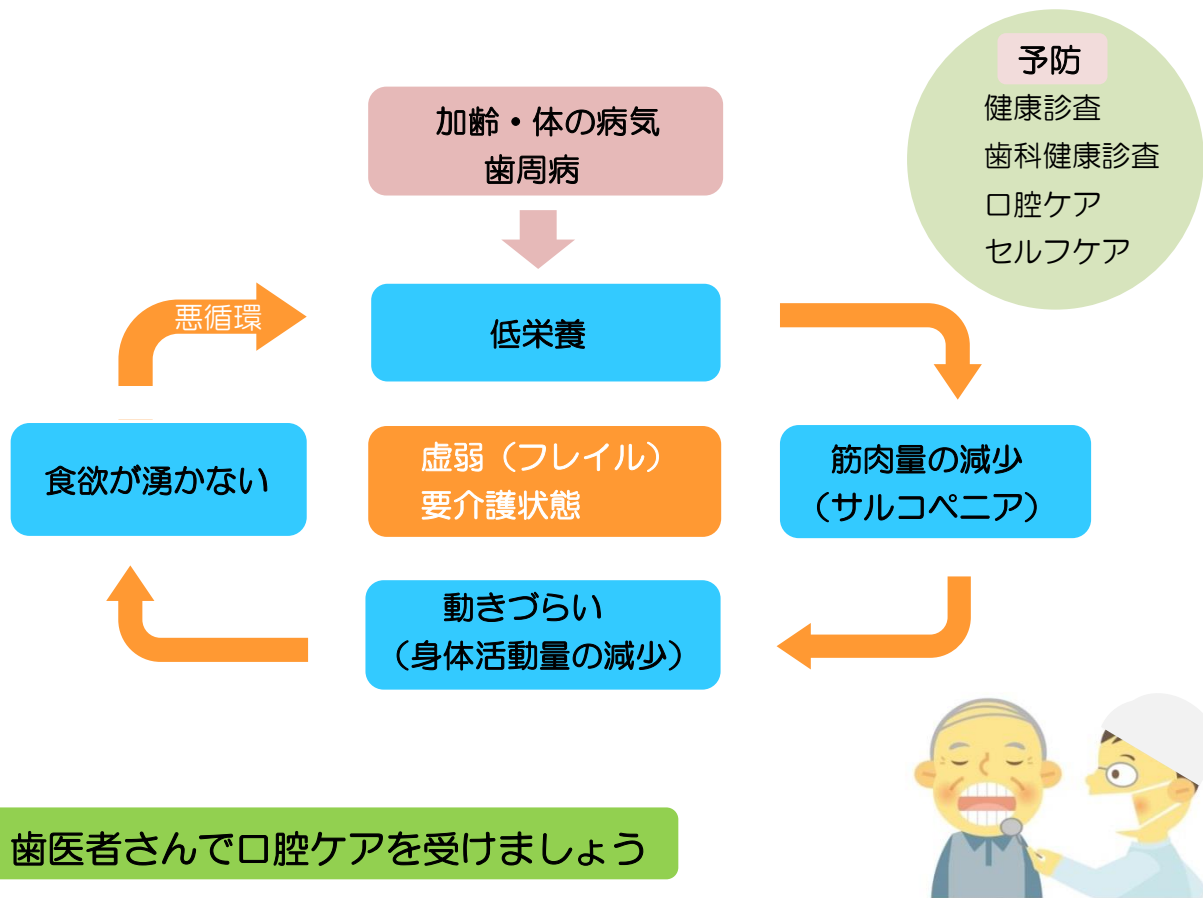 予防
健康診査
歯科健康診査
口腔ケア
セルフケア
加齢・体の病気
歯周病
悪循環
低栄養
食欲が湧かない
虚弱（フレイル）
要介護状態
筋肉量の減少
（サルコペニア）
動きづらい
（身体活動量の減少）
歯医者さんで口腔ケアを受けましょう